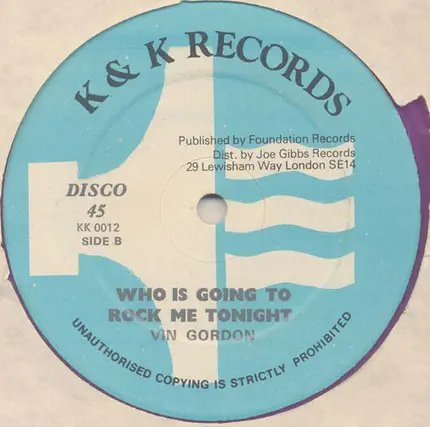 K & K RECORDS
Published by Foundation Records
Dist. by Joe Gibbs Records
29 Lewisham Way London SE14
DISCO
45
KK 0012
SIDE B
WHO IS GOING TO
ROCK ME TONIGHT
VIN GORDON
UNAUTHORISED COPYING IS STRICTLY PROHIBITED